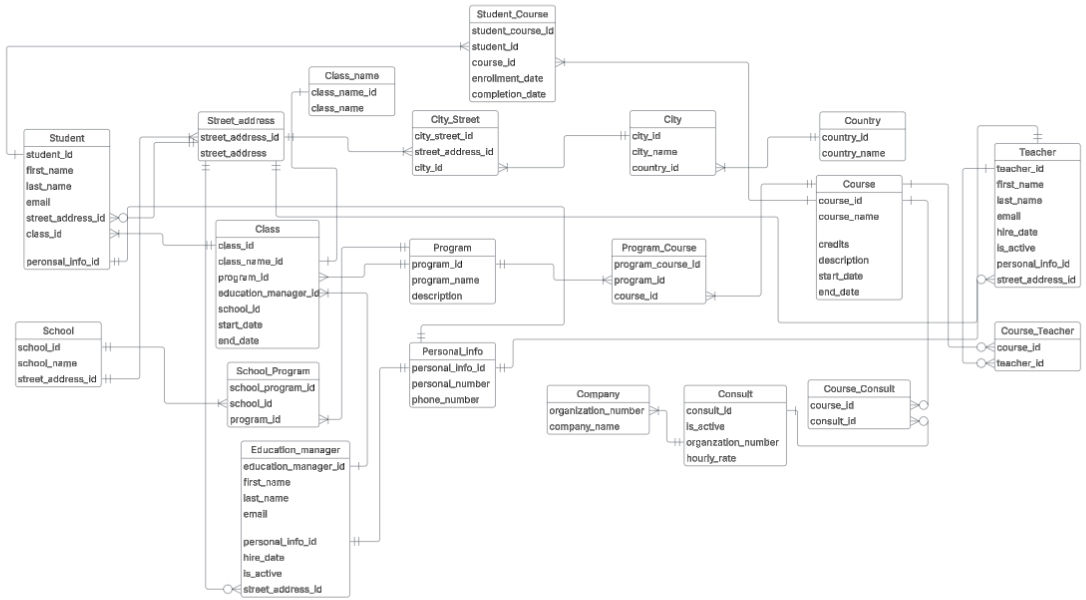 Student_Course
student_course_id
student_id
course_id
enrollment_date
completion_date
Class_name
class_name_id
class_name
Street_address
street_address_id
street_address
City_Street
city_street_id
street_address_id
city_id
City
city_id
city_name
country_id
Country
country_id
country_name
Student
student_id
first_name
last_name
email
street_address_id
class_id
peronsal_info_id
Teacher
teacher_id
first_name
last_name
email
hire_date
is_active
personal_info_id
street_address_id
Course
course_id
course_name
credits
description
start_date
end_date
Class
class_id
class_name_id
program_id
education_manager_id
school_id
start_date
end_date
Program
program_id
program_name
description
Program_Course
program_course_id
program_id
course_id
School
school_id
school_name
street_address_id
Course_Teacher
course_id
teacher_id
Personal_info
personal_info_id
personal_number
phone_number
School_Program
school_program_id
school_id
program_id
Company
organization_number
company_name
Consult
consult_id
is_active
organzation_number
hourly_rate
Course_Consult
course_id
consult_id
Education_manager
education_manager_id
first_name
last_name
email
personal_info_id
hire_date
is_active
street_address_id